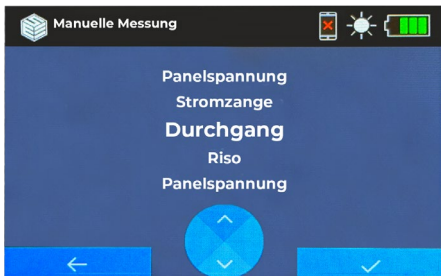 Manuelle Messung
Panelspannung
Stromzange
Durchgang
Riso
Panelspannung